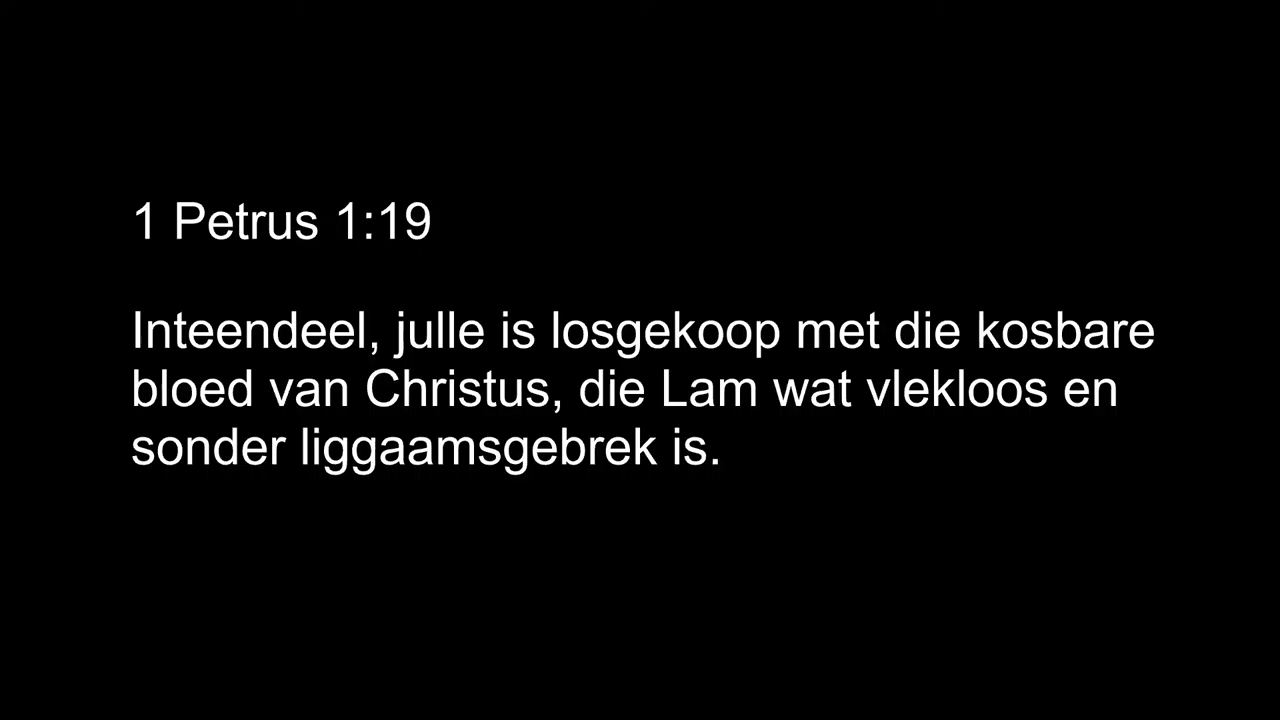 1 Petrus 1:19
Inteendeel, julle is losgekoop met die kosbare
bloed van Christus, die Lam wat vlekloos en
sonder liggaamsgebrek is.